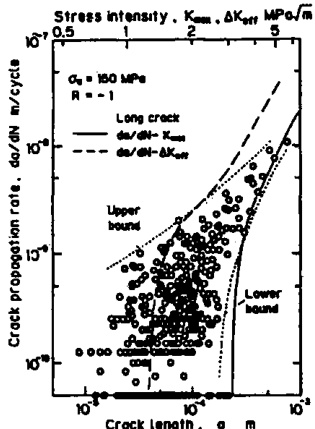 Stress intensity, Kmax, ΔKeff MPa√m
0.5 1 2 5
10⁻⁷
σa = 150 MPa
R = -1
Long crack
da/dN-Kmax
da/dN-ΔKeff
10⁻⁸
Upper
bound
10⁻⁹
Lower
bound
10⁻¹⁰
Crack propagation rate, da/dN m/cycle
10⁻⁵ 10⁻⁴ 10⁻³
Crack length, a m